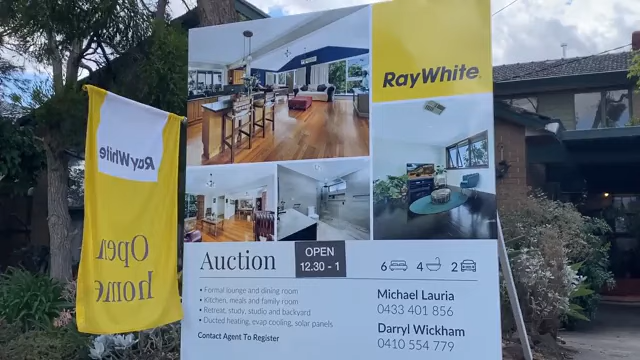 RayWhite
RayWhite
Open
home
Auction
OPEN
12.30 - 1
6 4 2
• Formal lounge and dining room
• Kitchen, meals and family room
• Retreat, study, studio and backyard
• Ducted heating, evap cooling, solar panels
Contact Agent To Register
Michael Lauria
0433 401 856
Darryl Wickham
0410 554 779